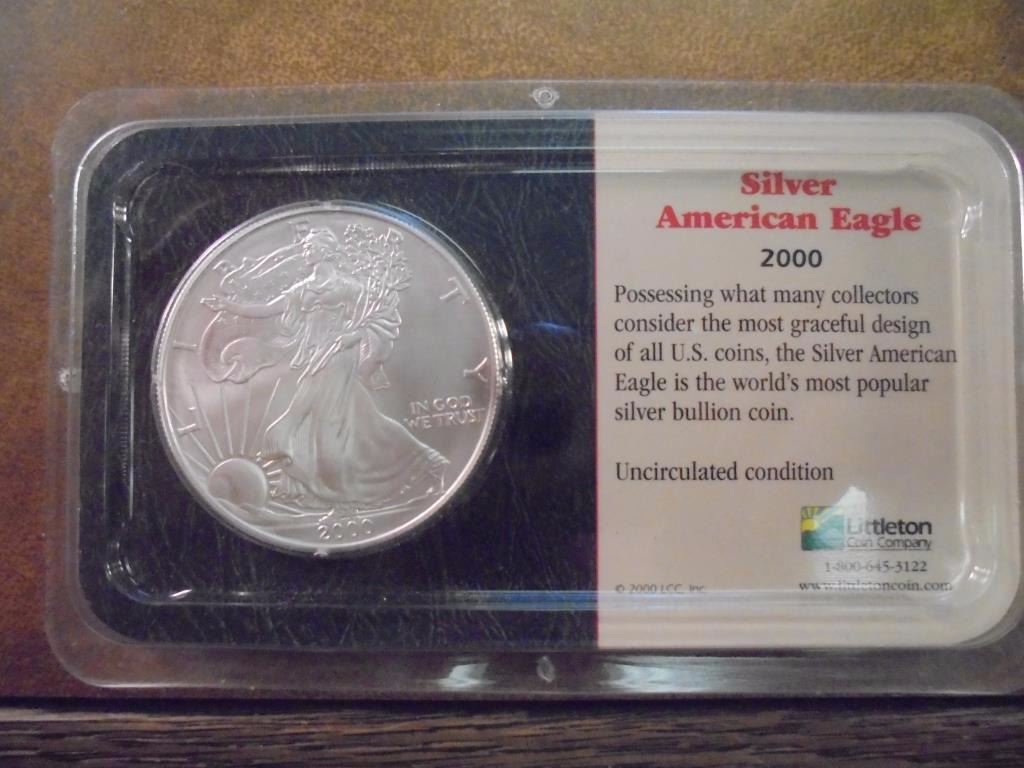 LIBERTY
IN GOD
WE TRUST
2000
Silver
American Eagle
2000
Possessing what many collectors
consider the most graceful design
of all U.S. coins, the Silver American
Eagle is the world's most popular
silver bullion coin.
Uncirculated condition
Littleton
Coin Company
1-800-645-3122
www.littletoncoin.com
© 2000 LCC, Inc.